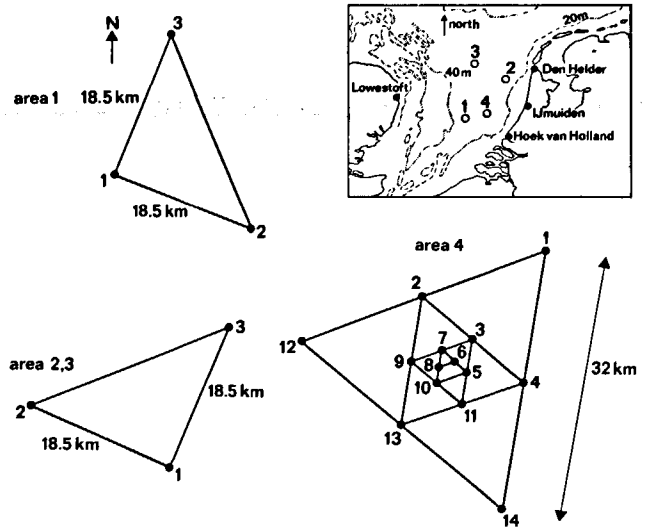 N
3
area 1
18.5 km
1
18.5 km
2
north
20m
3
40 m
2
Den Helder
Lowestoft
1
4
IJmuiden
Hoek van Holland
area 4
1
2
12
3
7
6
9
8
5
10
4
11
13
14
32 km
area 2,3
3
2
18.5 km
18.5 km
1